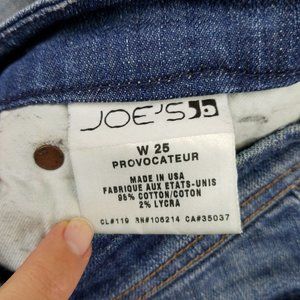 JOE'S
W 25
PROVOCATEUR
MADE IN USA
FABRIQUE AUX ETATS-UNIS
98% COTTON/COTON
2% LYCRA
CL#119 RN#106214 CA#35037